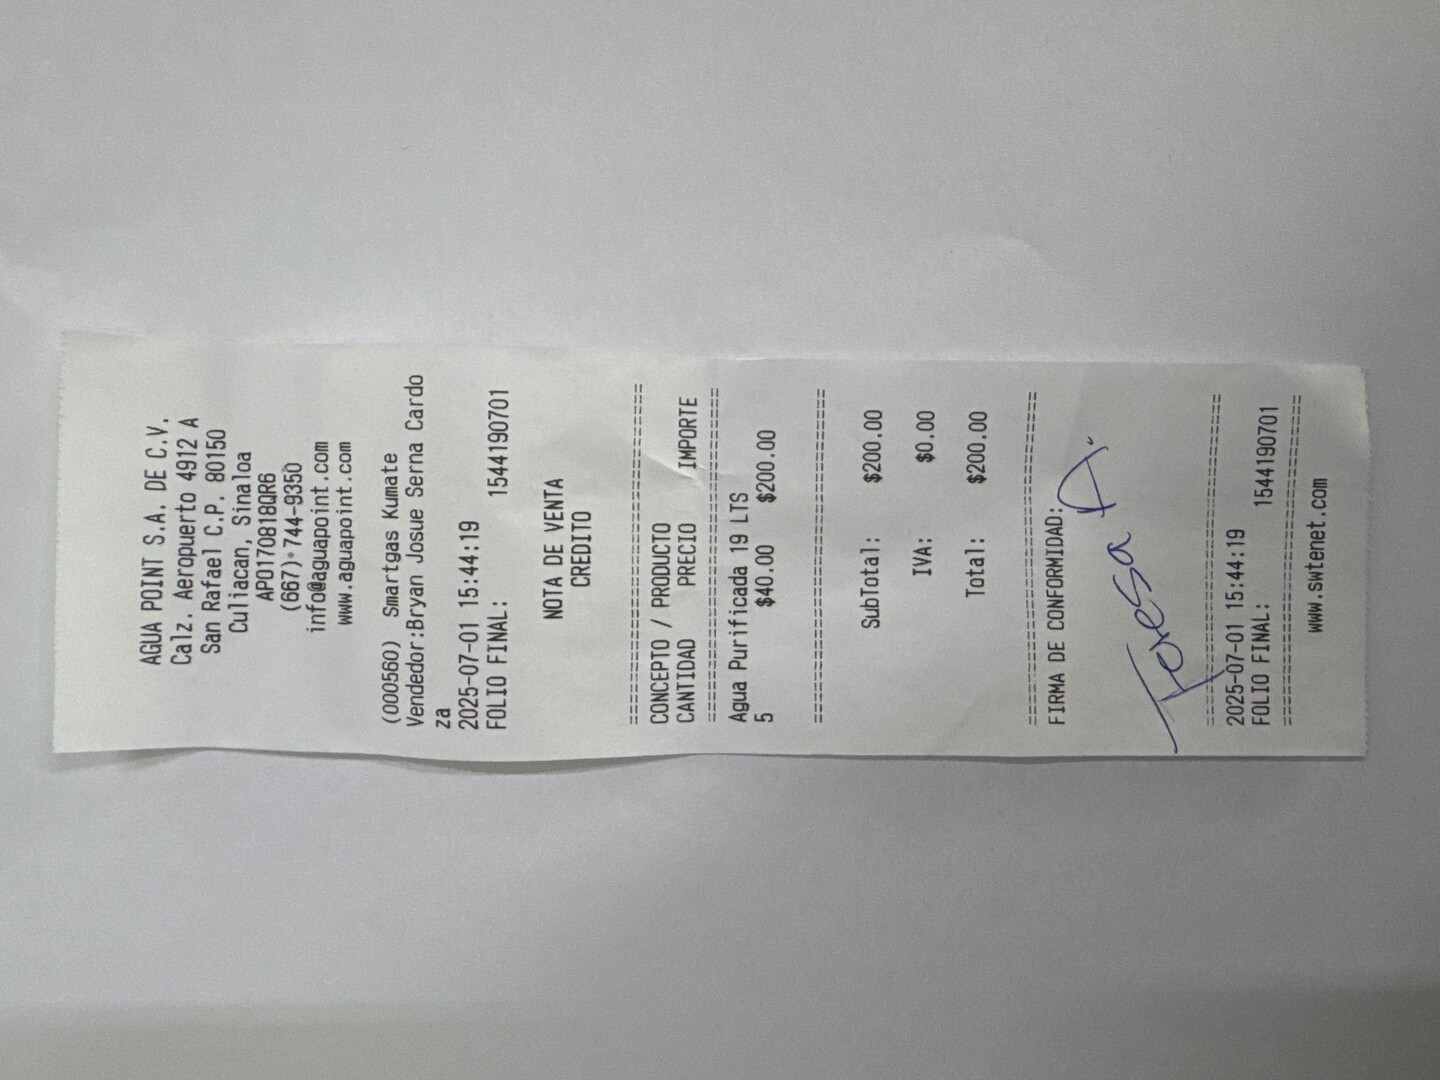 AGUA POINT S.A. DE C.V.
Calz. Aeropuerto 4912 A
San Rafael C.P. 80150
Culiacan, Sinaloa
APO170818QR6
(667)•744-9350
info@aguapoint.com
www.aguapoint.com
(000560) Smartgas Kumate
Vendedor:Bryan Josue Serna Cardo
za
2025-07-01 15:44:19
FOLIO FINAL: 1544190701
NOTA DE VENTA
CREDITO
================================
CONCEPTO / PRODUCTO
CANTIDAD PRECIO IMPORTE
================================
Agua Purificada 19 LTS
5 $40.00 $200.00
================================
SubTotal: $200.00
IVA: $0.00
Total: $200.00
================================
FIRMA DE CONFORMIDAD:
Teresa A.
================================
2025-07-01 15:44:19
FOLIO FINAL: 1544190701
================================
www.swtenet.com